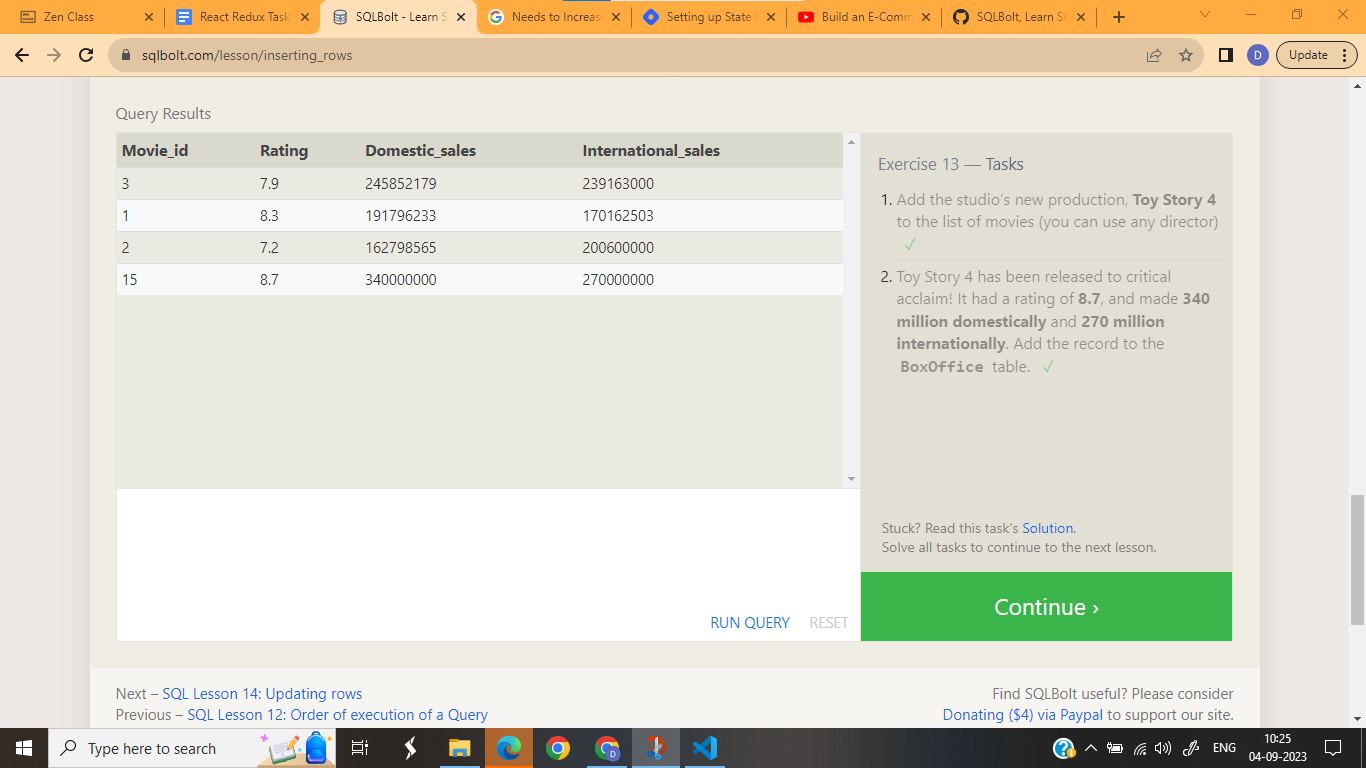 Zen Class
React Redux Task
SQLBolt - Learn S
Needs to Increas
Setting up State
Build an E-Comm
SQLBolt, Learn SQ
sqlbolt.com/lesson/inserting_rows
D
Update
Query Results
Movie_id Rating Domestic_sales International_sales
3 7.9 245852179 239163000
1 8.3 191796233 170162503
2 7.2 162798565 200600000
15 8.7 340000000 270000000
Exercise 13 — Tasks
1. Add the studio's new production, Toy Story 4
to the list of movies (you can use any director)
✓
2. Toy Story 4 has been released to critical
acclaim! It had a rating of 8.7, and made 340
million domestically and 270 million
internationally. Add the record to the
BoxOffice table. ✓
Stuck? Read this task's Solution.
Solve all tasks to continue to the next lesson.
RUN QUERY RESET
Continue ›
Next – SQL Lesson 14: Updating rows
Previous – SQL Lesson 12: Order of execution of a Query
Find SQLBolt useful? Please consider
Donating ($4) via Paypal to support our site.
Type here to search
ENG
10:25
04-09-2023